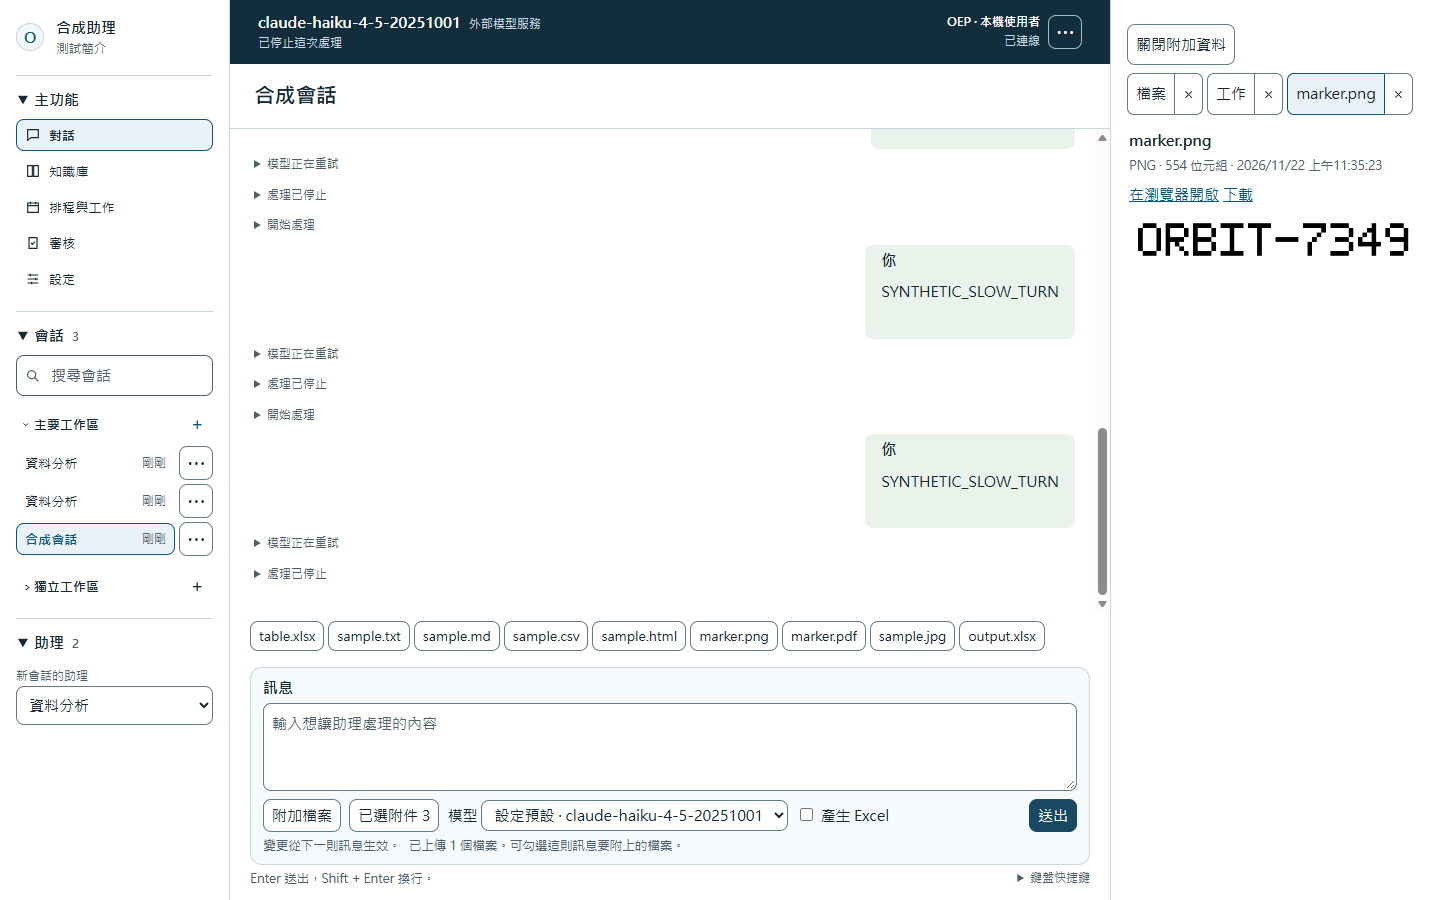 O
合成助理
測試簡介
▼ 主功能
對話
知識庫
排程與工作
審核
設定
▼ 會話 3
搜尋會話
主要工作區 +
資料分析 剛剛 ...
資料分析 剛剛 ...
合成會話 剛剛 ...
獨立工作區 +
▼ 助理 2
新會話的助理
資料分析
claude-haiku-4-5-20251001 外部模型服務
已停止這次處理
OEP · 本機使用者
已連線
...
合成會話
▶ 模型正在重試
▶ 處理已停止
▶ 開始處理
你
SYNTHETIC_SLOW_TURN
▶ 模型正在重試
▶ 處理已停止
▶ 開始處理
你
SYNTHETIC_SLOW_TURN
▶ 模型正在重試
▶ 處理已停止
table.xlsx sample.txt sample.md sample.csv sample.html marker.png marker.pdf sample.jpg output.xlsx
訊息
輸入想讓助理處理的內容
附加檔案 已選附件 3 模型 設定預設 · claude-haiku-4-5-20251001 產生 Excel 送出
變更從下一則訊息生效。 已上傳 1 個檔案。可勾選這則訊息要附上的檔案。
Enter 送出，Shift + Enter 換行。 ▶ 鍵盤快捷鍵
關閉附加資料
檔案 × 工作 × marker.png ×
marker.png
PNG · 554 位元組 · 2026/11/22 上午11:35:23
在瀏覽器開啟 下載
ORBIT-7349